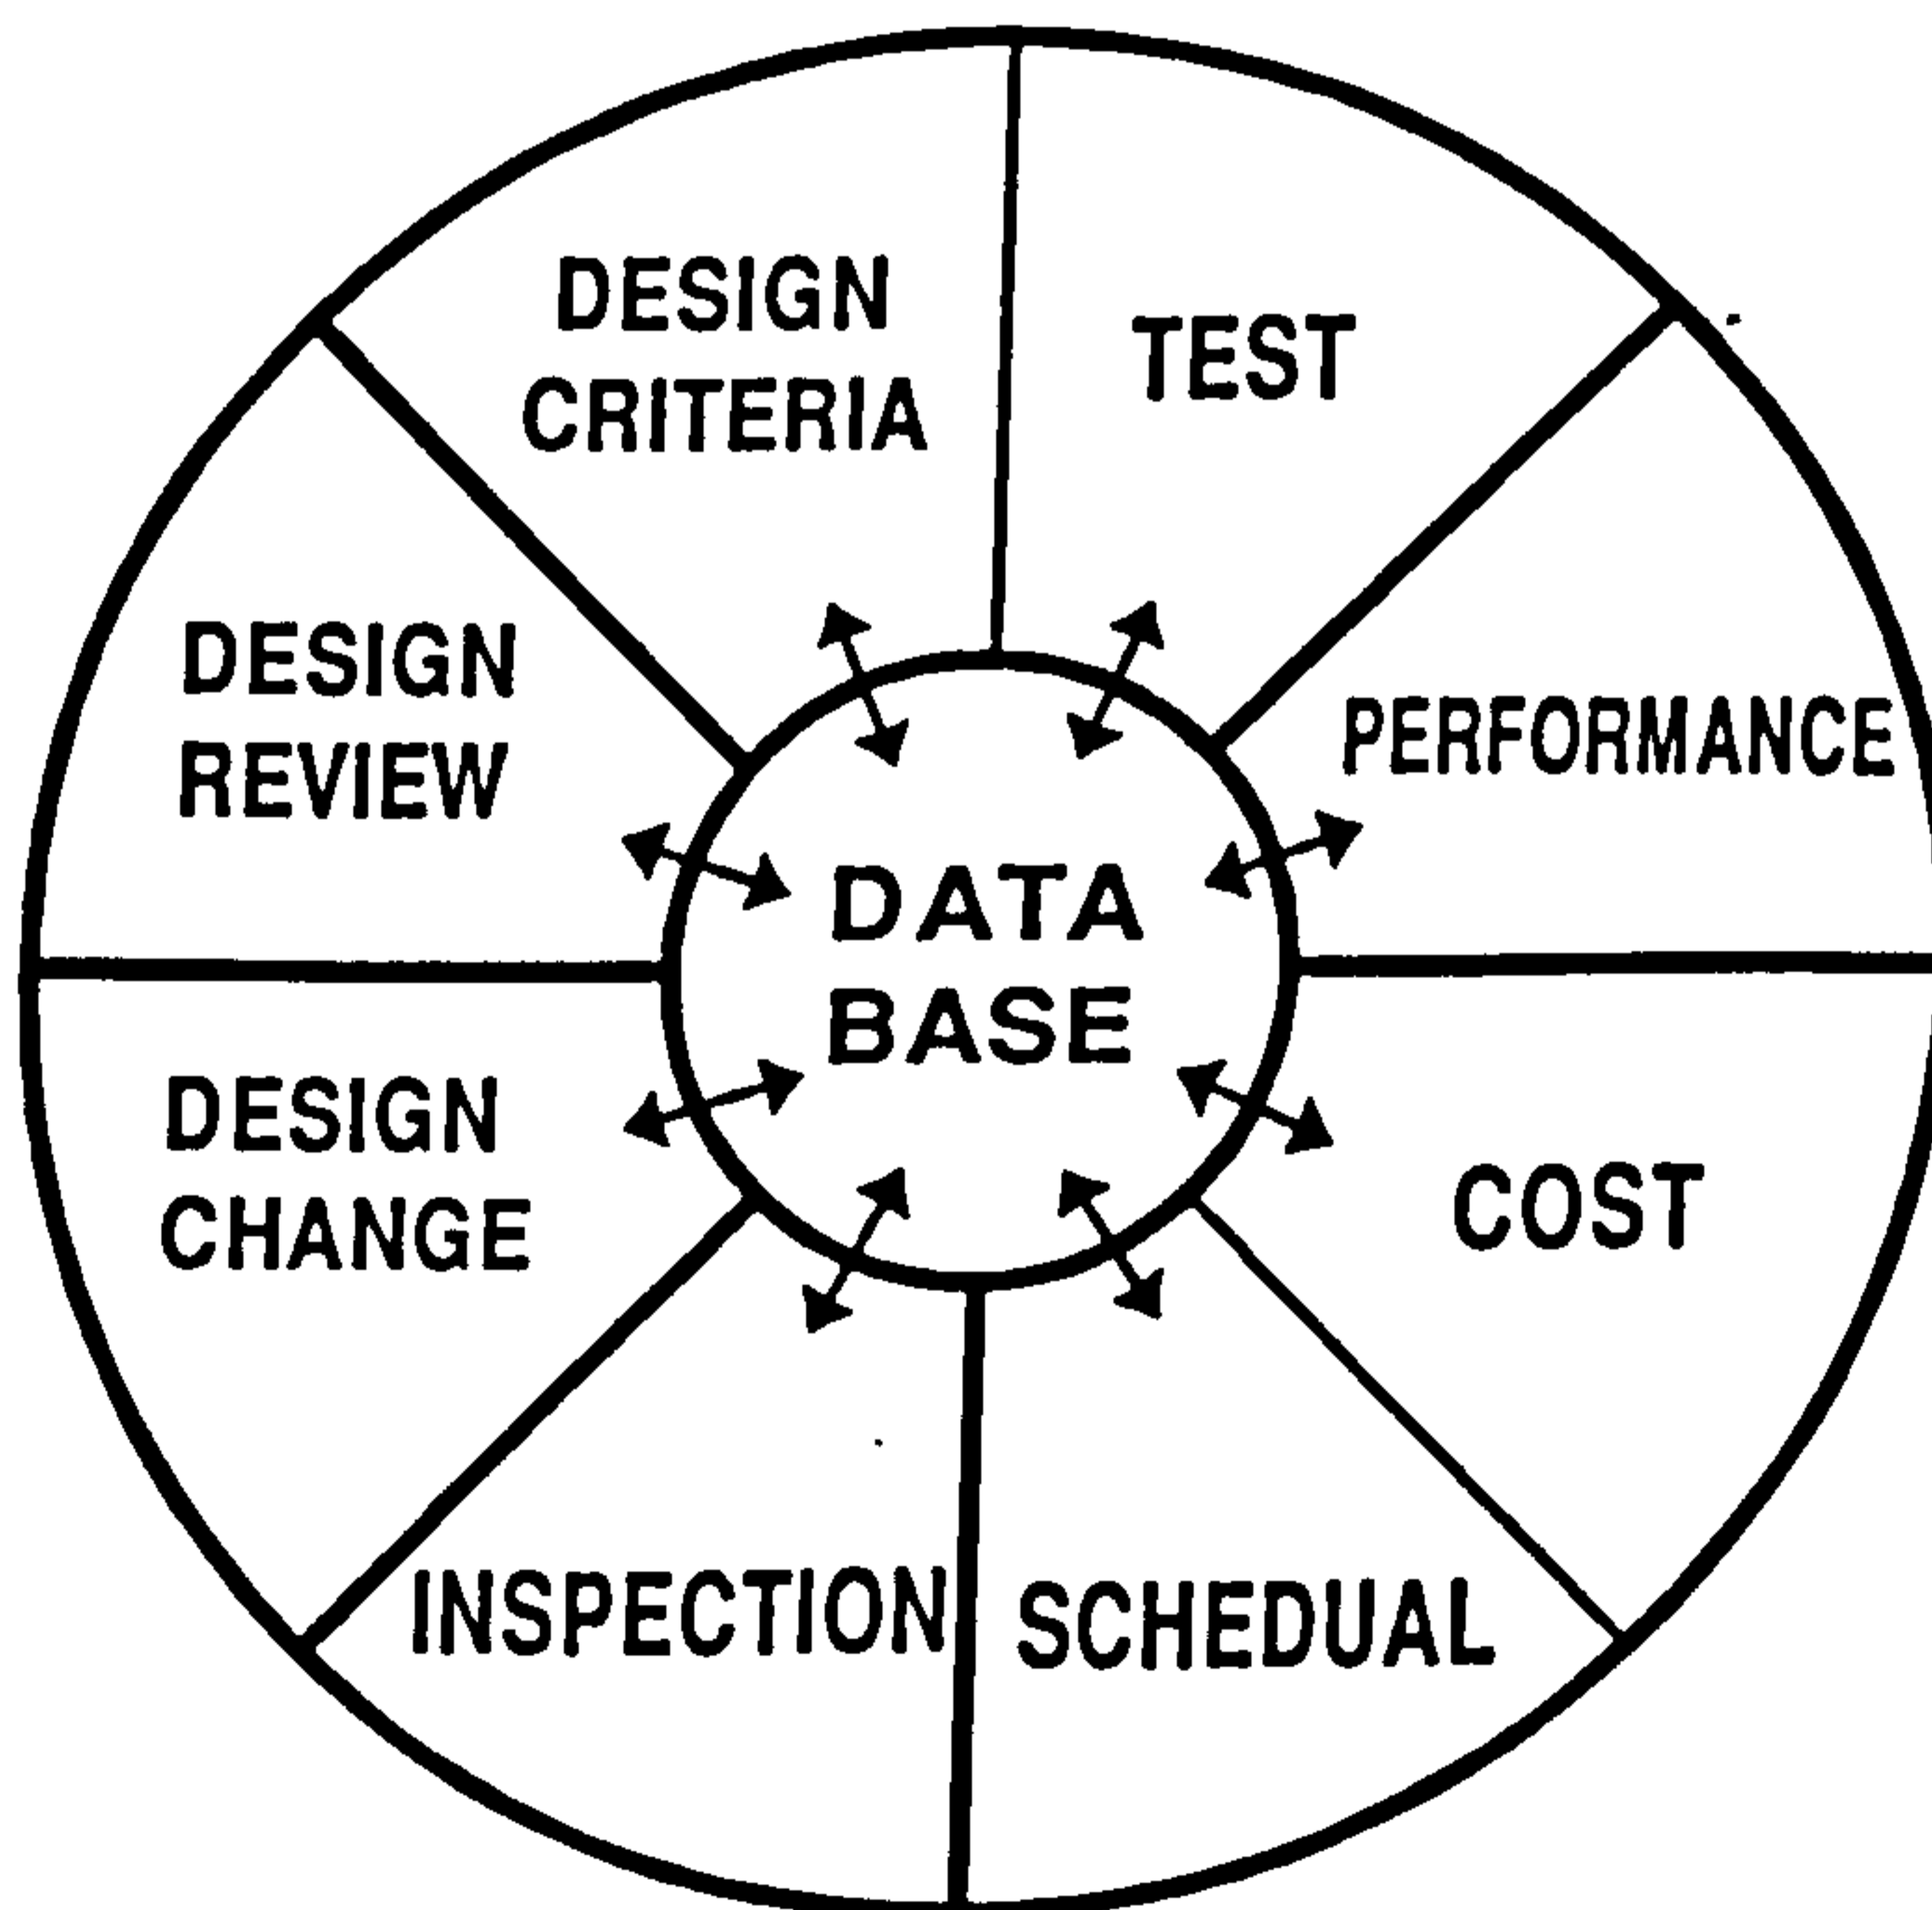 DESIGN
CRITERIA
TEST
DESIGN
REVIEW
PERFORMANCE
DATA
BASE
DESIGN
CHANGE
COST
INSPECTION
SCHEDUAL